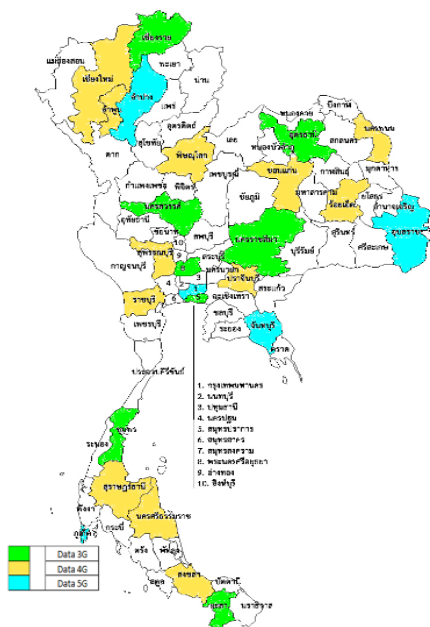 เชียงราย
แม่ฮ่องสอน
พะเยา
เชียงใหม่
น่าน
ลำปาง
แพร่
ลำพูน
อุตรดิตถ์
สุโขทัย
ตาก
พิษณุโลก
เลย
หนองคาย
บึงกาฬ
อุดรธานี
หนองบัวลำภู
สกลนคร
นครพนม
กำแพงเพชร
พิจิตร
เพชรบูรณ์
ขอนแก่น
กาฬสินธุ์
มุกดาหาร
ชัยภูมิ
มหาสารคาม
ร้อยเอ็ด
ยโสธร
อำนาจเจริญ
นครสวรรค์
อุทัยธานี
ชัยนาท
ลพบุรี
นครราชสีมา
บุรีรัมย์
สุรินทร์
ศรีสะเกษ
อุบลราชธานี
10
สุพรรณบุรี
สระบุรี
กาญจนบุรี
9
8
นครนายก
3
ปราจีนบุรี
สระแก้ว
4
ราชบุรี
6
5
ฉะเชิงเทรา
ชลบุรี
ระยอง
จันทบุรี
ตราด
เพชรบุรี
ประจวบคีรีขันธ์
1. กรุงเทพมหานคร
2. นนทบุรี
3. ปทุมธานี
4. นครปฐม
5. สมุทรปราการ
6. สมุทรสาคร
7. สมุทรสงคราม
8. พระนครศรีอยุธยา
9. อ่างทอง
10. สิงห์บุรี
ชุมพร
ระนอง
สุราษฎร์ธานี
พังงา
นครศรีธรรมราช
ภูเก็ต
กระบี่
ตรัง
พัทลุง
สตูล
สงขลา
ปัตตานี
ยะลา
นราธิวาส
Data 3G
Data 4G
Data 5G